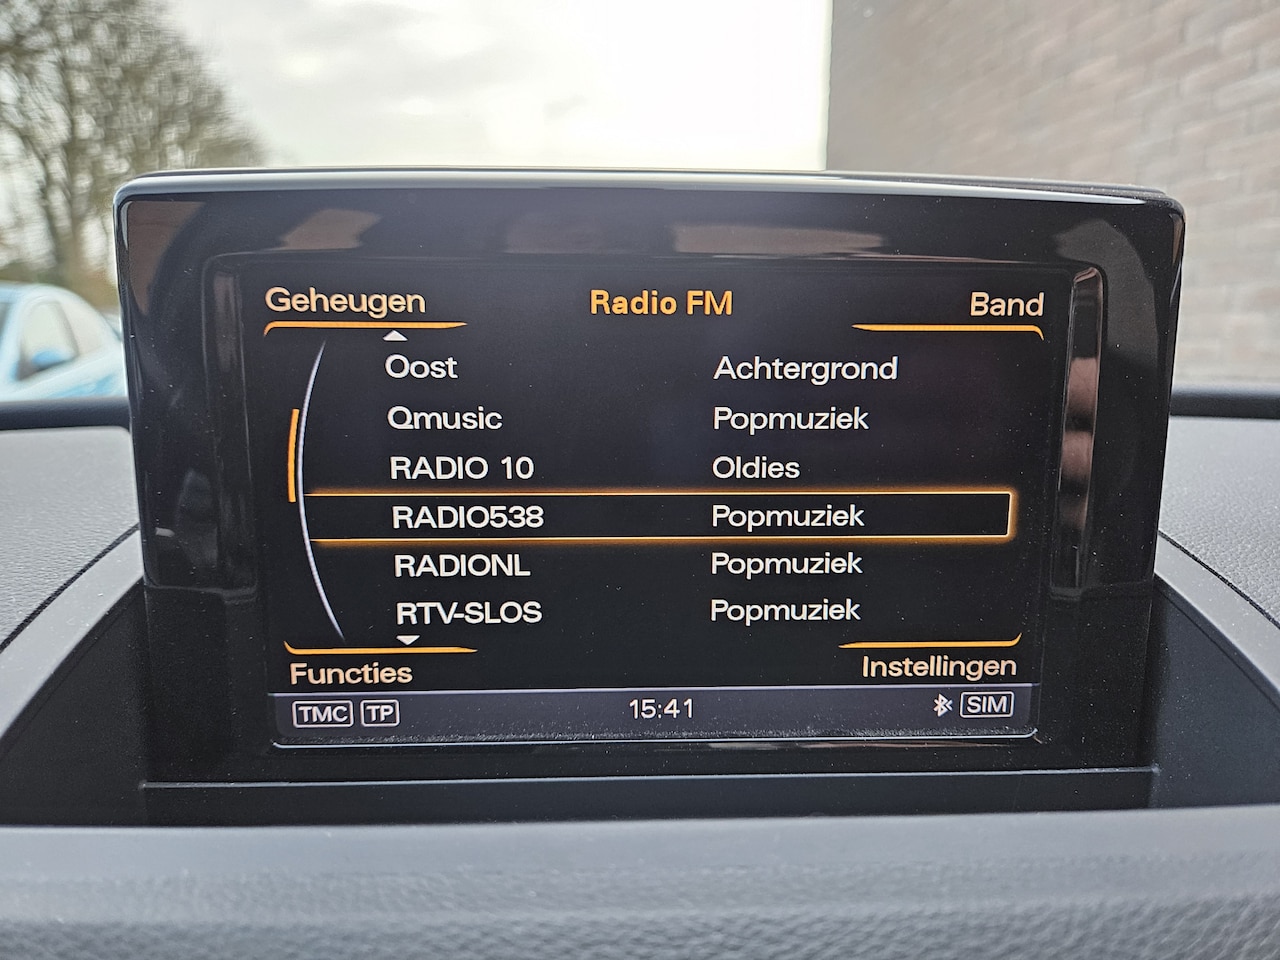 Geheugen Radio FM Band
Oost Achtergrond
Qmusic Popmuziek
RADIO 10 Oldies
RADIO538 Popmuziek
RADIONL Popmuziek
RTV-SLOS Popmuziek
Functies Instellingen
TMC TP 15:41 SIM